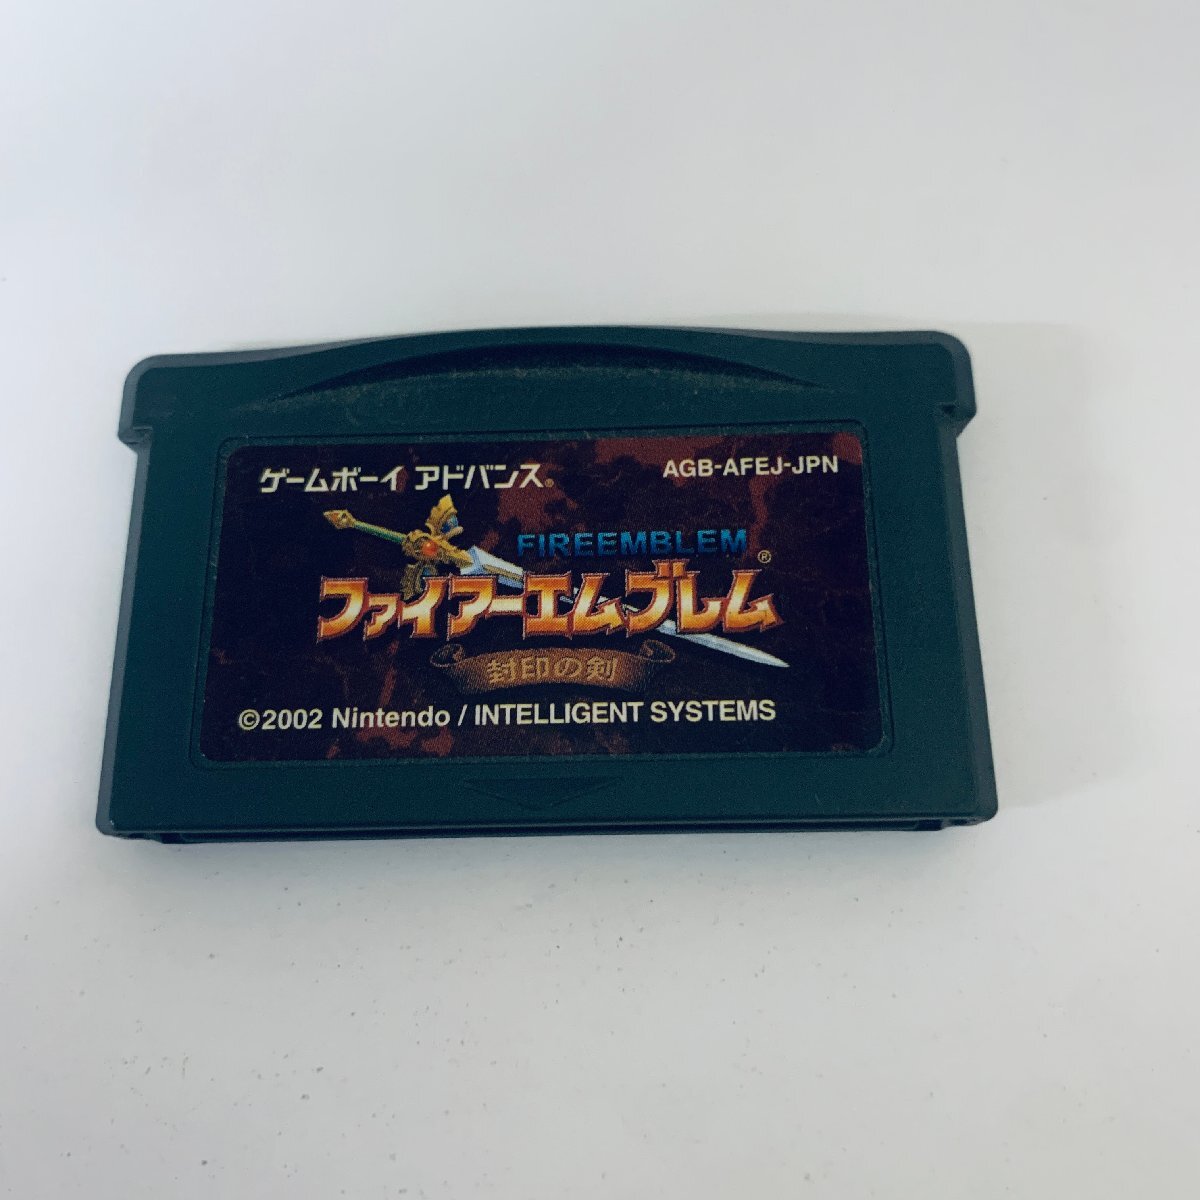 ゲームボーイ アドバンス®
AGB-AFEJ-JPN
FIREEMBLEM
ファイアーエムブレム®
封印の剣
©2002 Nintendo / INTELLIGENT SYSTEMS